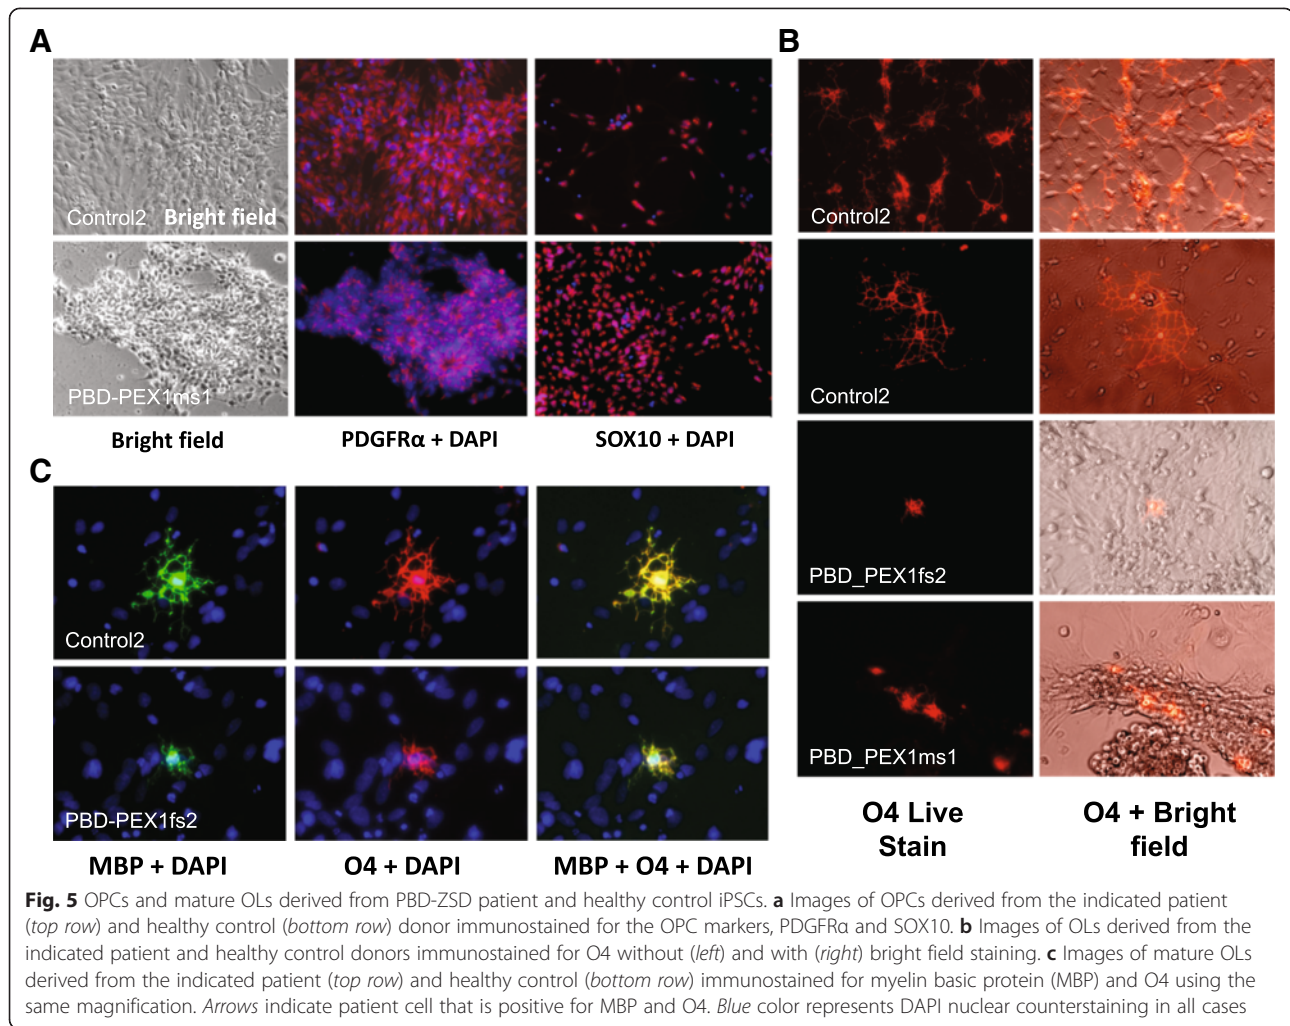 A
B
Control2 Bright field
PBD-PEX1ms1
Bright field
PDGFRα + DAPI
SOX10 + DAPI
Control2
Control2
PBD_PEX1fs2
PBD_PEX1ms1
O4 Live
Stain
O4 + Bright
field
C
Control2
PBD-PEX1fs2
MBP + DAPI
O4 + DAPI
MBP + O4 + DAPI
Fig. 5 OPCs and mature OLs derived from PBD-ZSD patient and healthy control iPSCs. a Images of OPCs derived from the indicated patient
(top row) and healthy control (bottom row) donor immunostained for the OPC markers, PDGFRα and SOX10. b Images of OLs derived from the
indicated patient and healthy control donors immunostained for O4 without (left) and with (right) bright field staining. c Images of mature OLs
derived from the indicated patient (top row) and healthy control (bottom row) immunostained for myelin basic protein (MBP) and O4 using the
same magnification. Arrows indicate patient cell that is positive for MBP and O4. Blue color represents DAPI nuclear counterstaining in all cases